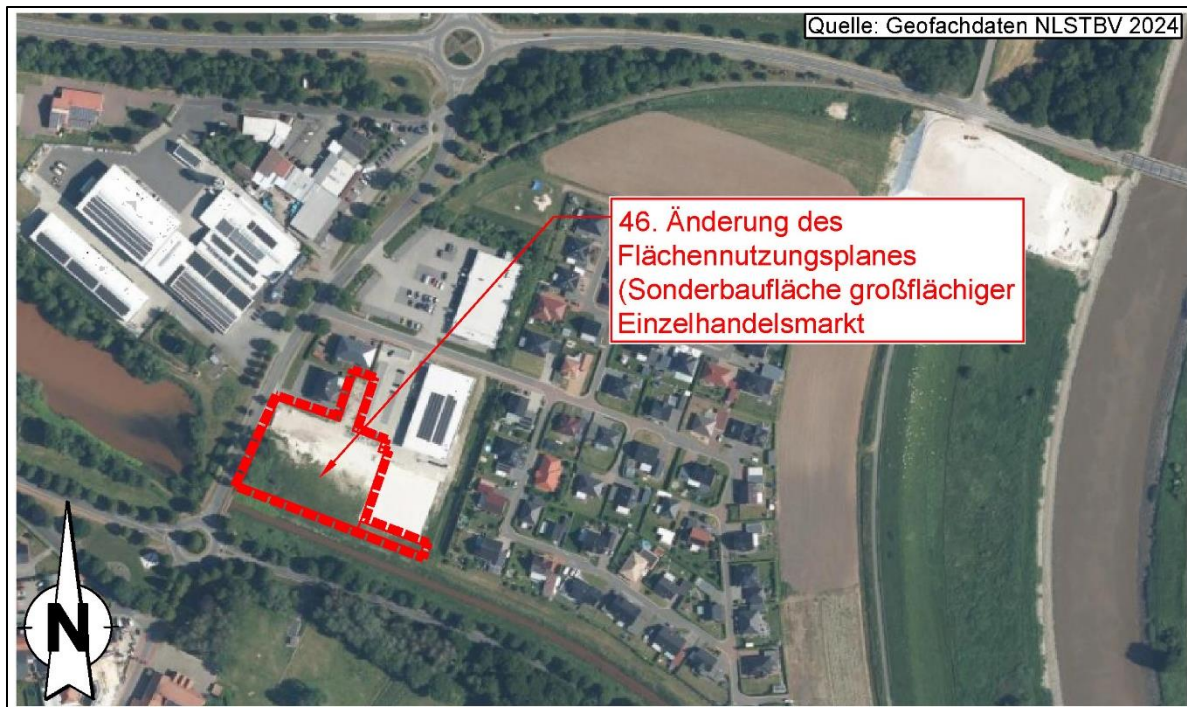 Quelle: Geofachdaten NLSTBV 2024
46. Änderung des
Flächennutzungsplanes
(Sonderbaufläche großflächiger
Einzelhandelsmarkt
N